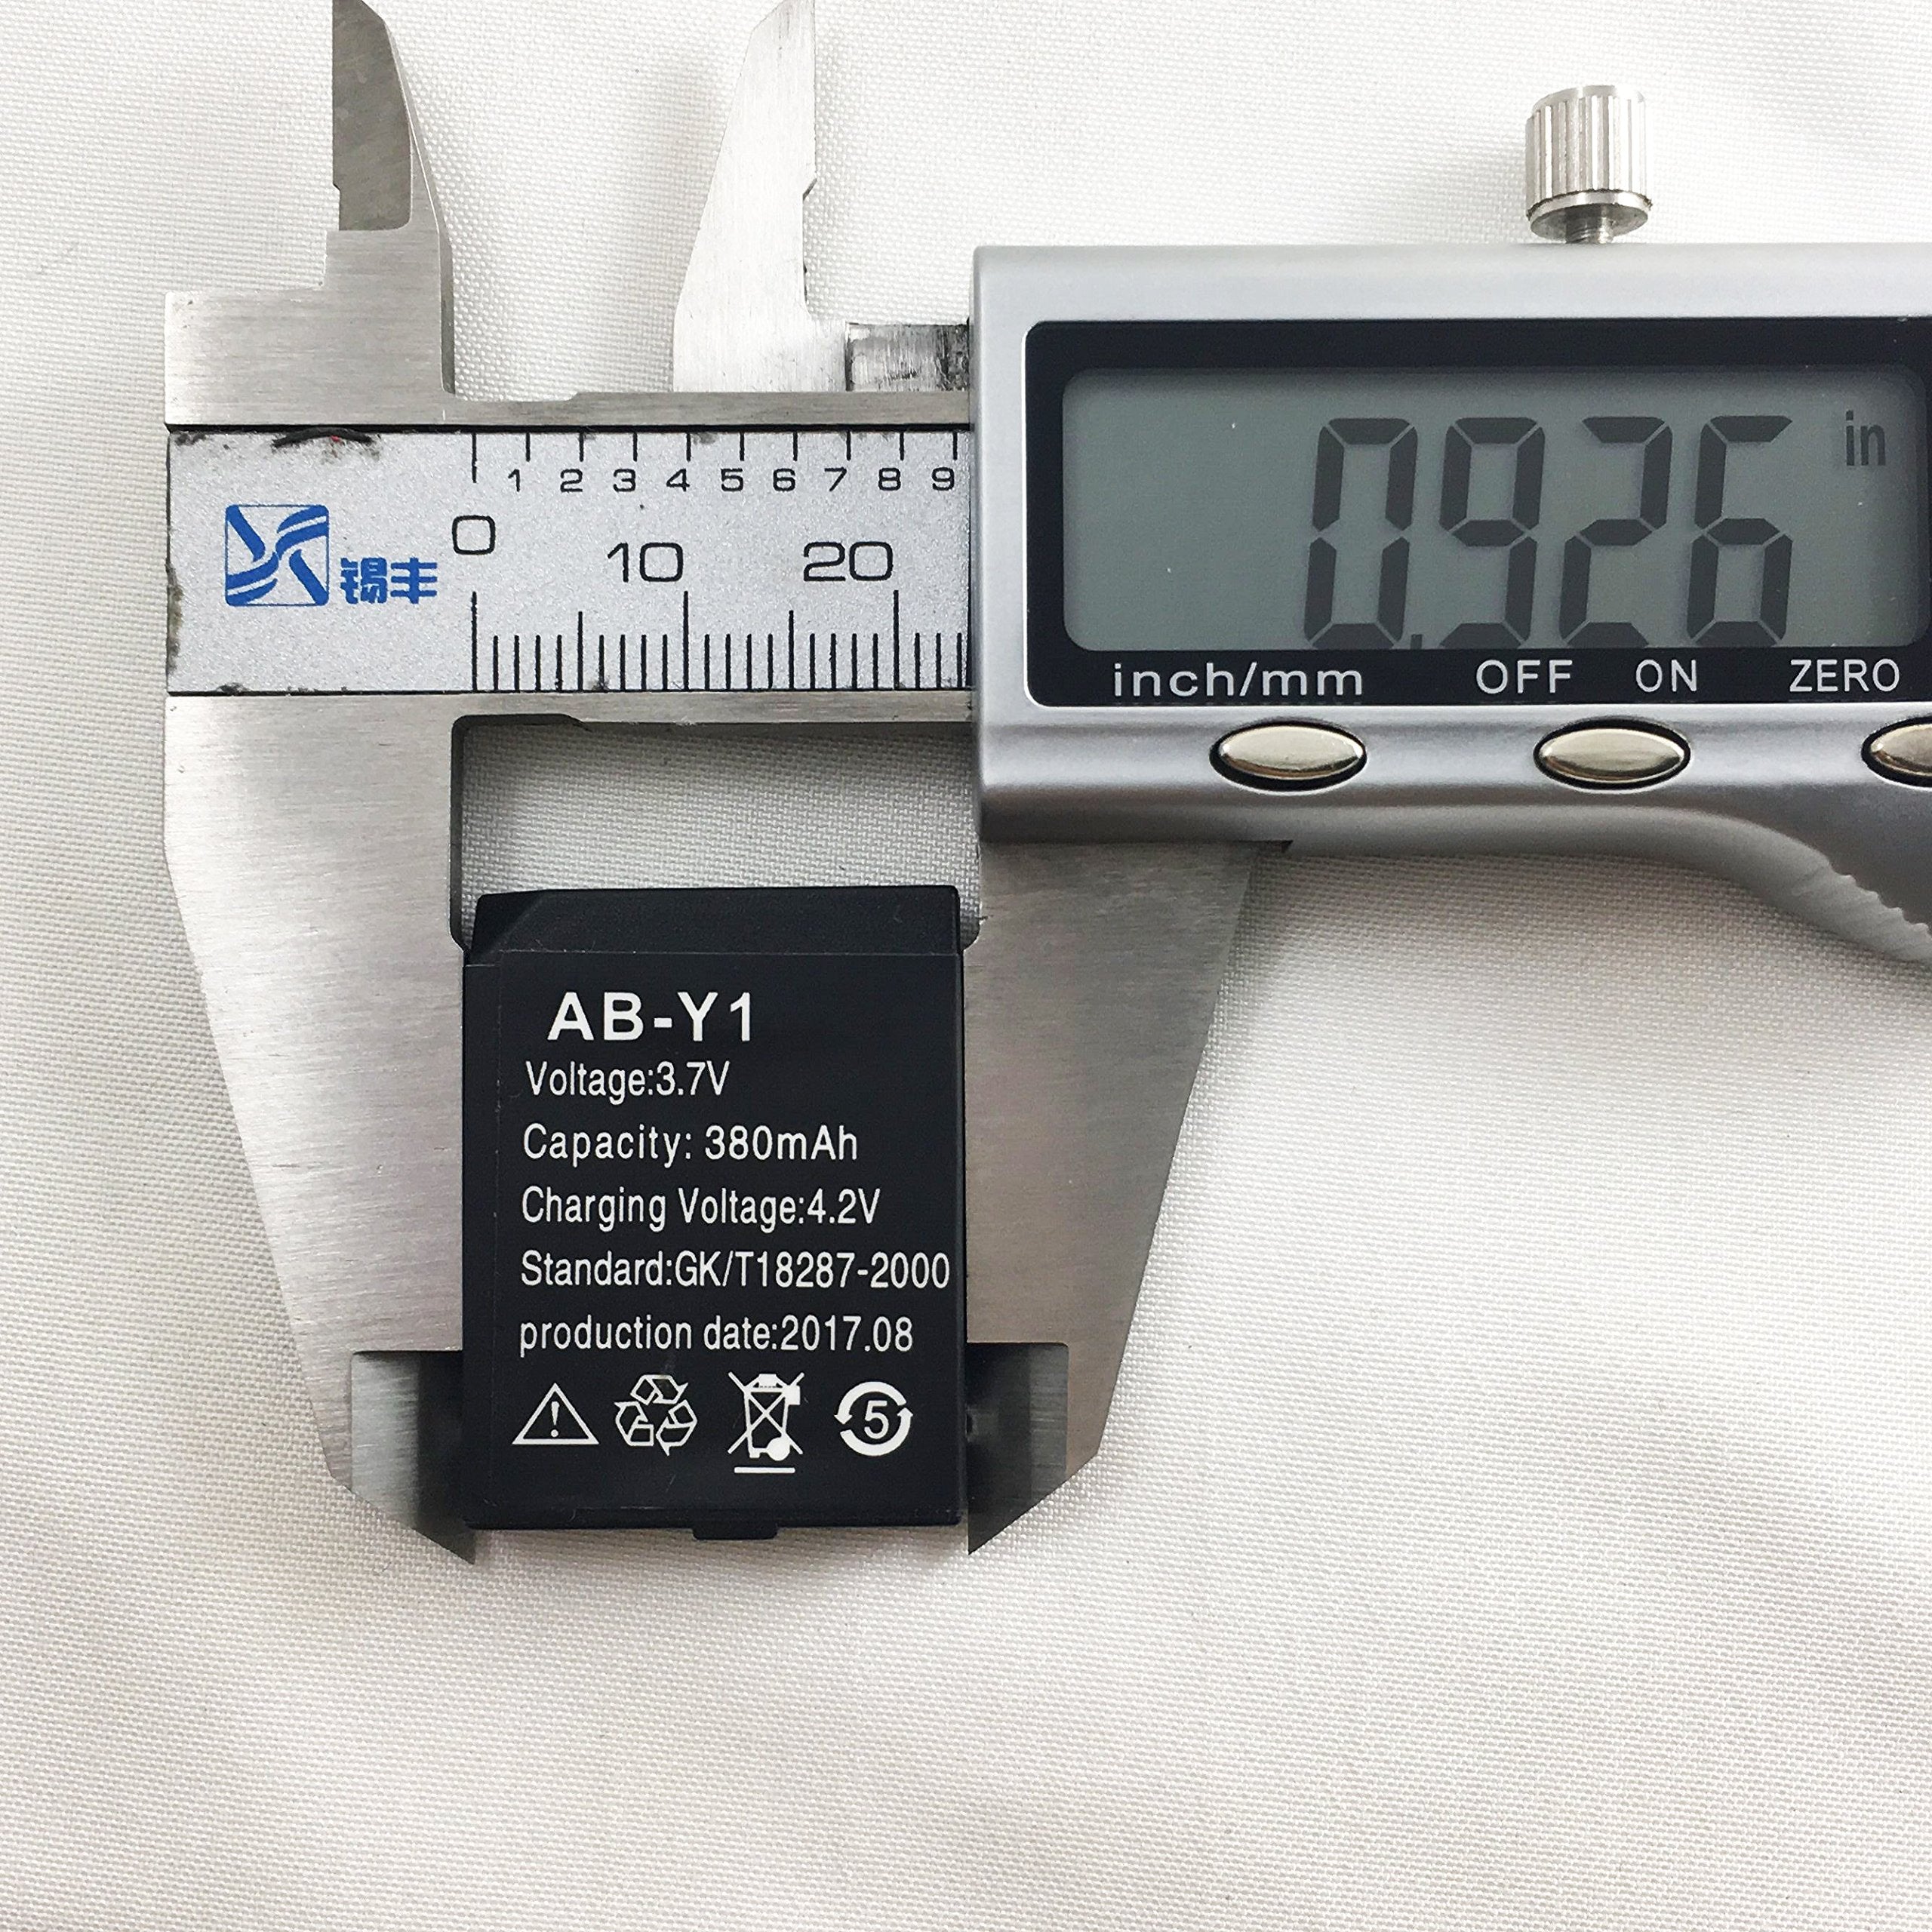 1 2 3 4 5 6 7 8 9
0 10 20
锡丰
0.926 in
inch/mm OFF ON ZERO
AB-Y1
Voltage:3.7V
Capacity: 380mAh
Charging Voltage:4.2V
Standard:GK/T18287-2000
production date:2017.08
5